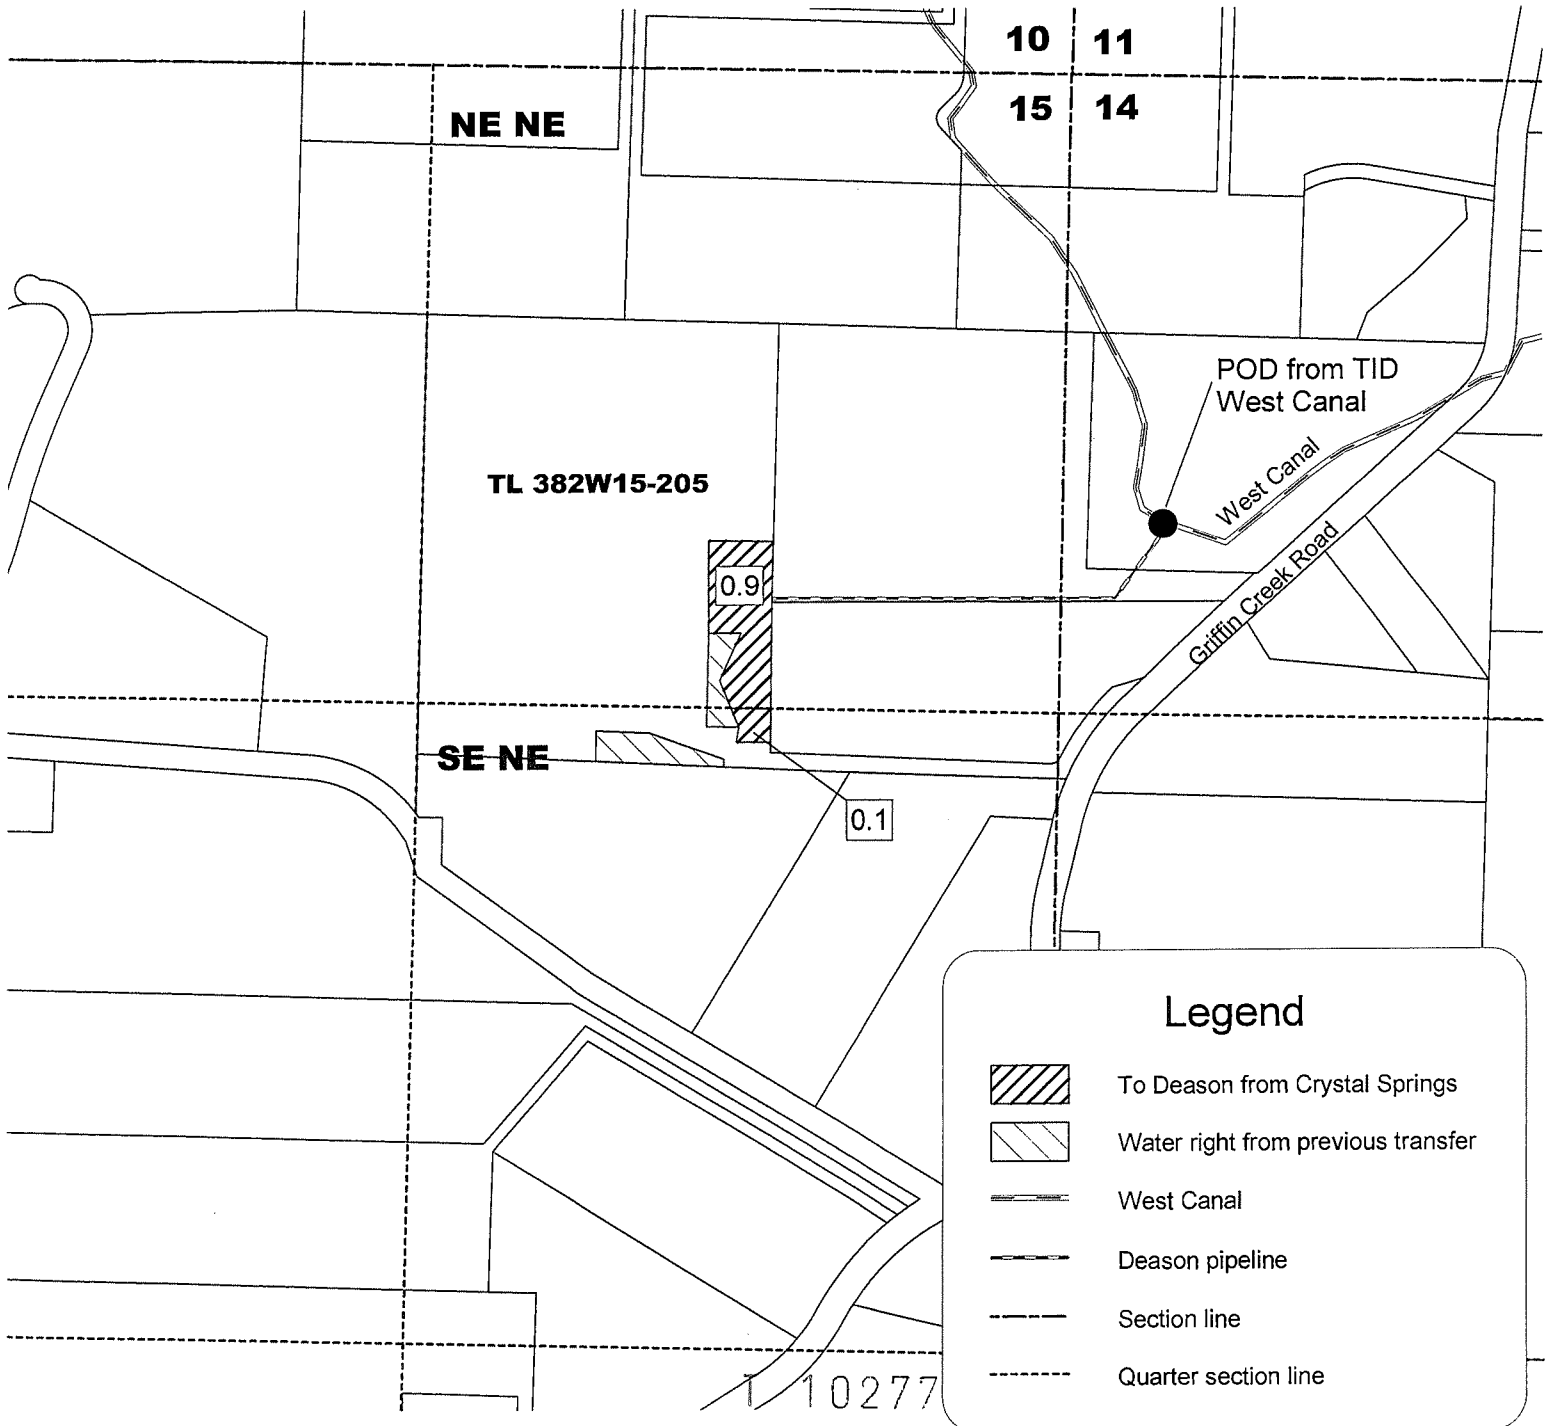 10 11
15 14
NE NE
POD from TID
West Canal
TL 382W15-205
West Canal
0.9
Griffin Creek Road
SE NE
0.1
Legend
To Deason from Crystal Springs
Water right from previous transfer
West Canal
Deason pipeline
Section line
Quarter section line
T 10277